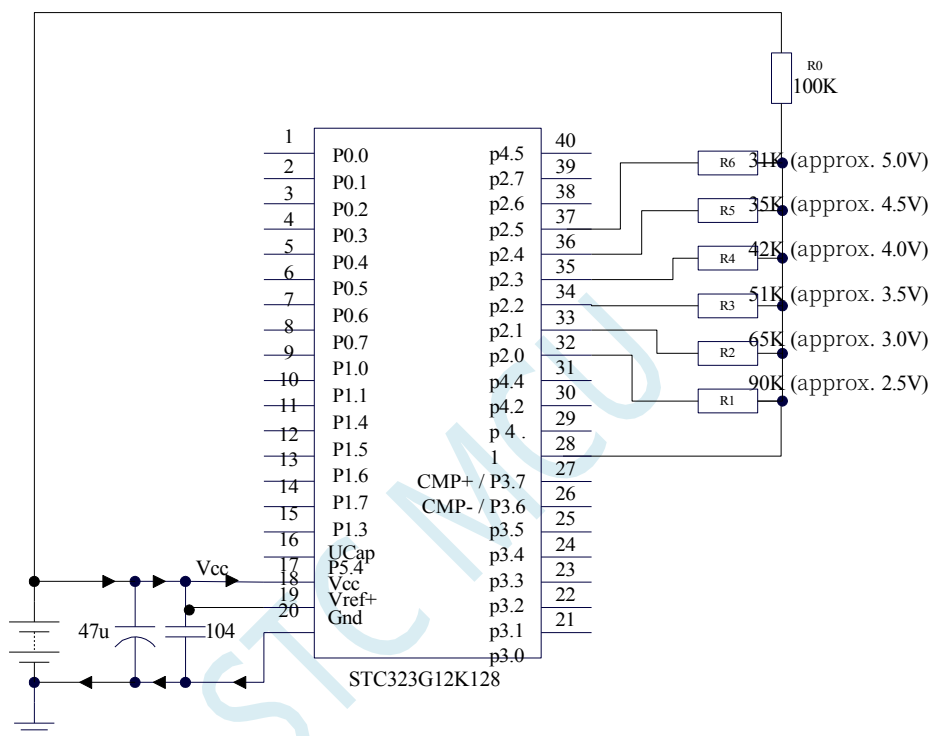 R0
100K
1
2
3
4
5
6
7
8
9
10
11
12
13
14
15
16
17
18
19
20
P0.0
P0.1
P0.2
P0.3
P0.4
P0.5
P0.6
P0.7
P1.0
P1.1
P1.4
P1.5
P1.6
P1.7
P1.3
UCap
P5.4
Vcc
Vref+
Gnd
p4.5
p2.7
p2.6
p2.5
p2.4
p2.3
p2.2
p2.1
p2.0
p4.4
p4.2
p 4 .
1
CMP+ / P3.7
CMP- / P3.6
p3.5
p3.4
p3.3
p3.2
p3.1
p3.0
40
39
38
37
36
35
34
33
32
31
30
29
28
27
26
25
24
23
22
21
R6 31K (approx. 5.0V)
R5 35K (approx. 4.5V)
R4 42K (approx. 4.0V)
R3 51K (approx. 3.5V)
R2 65K (approx. 3.0V)
R1 90K (approx. 2.5V)
Vcc
47u
104
STC323G12K128
STC MCU